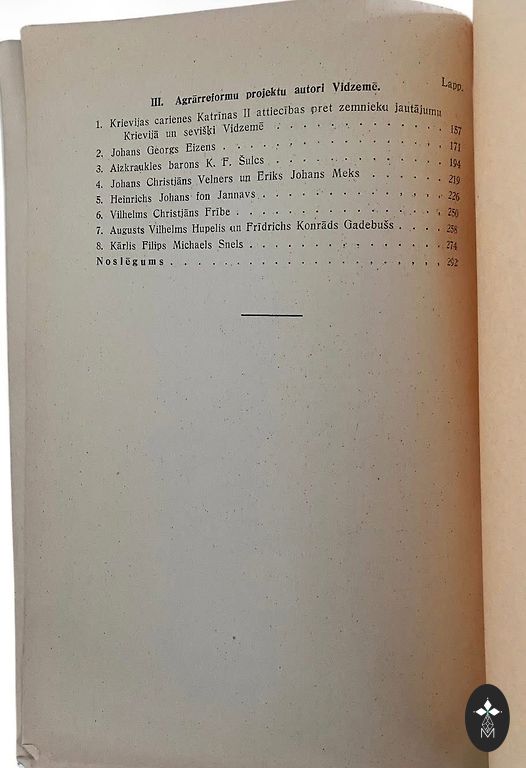 Lapp.
III. Agrārreformu projektu autori Vidzemē.
1. Krievijas carienes Katrīnas II attiecības pret zemnieku jautājumu
Krievijā un sevišķi Vidzemē . . . . . . . . . . . . 157
2. Johans Georgs Eizens . . . . . . . . . . . . . . . 171
3. Aizkraukles barons K. F. Šulcs . . . . . . . . . . . . 194
4. Johans Christjāns Velners un Ēriks Johans Meks . . . . . . 219
5. Heinrichs Johans fon Jannavs . . . . . . . . . . . . 226
6. Vilhelms Christjāns Frībe . . . . . . . . . . . . . . 250
7. Augusts Vilhelms Hupelis un Frīdrichs Konrāds Gadebušs . . . . 258
8. Kārlis Filips Michaels Snels . . . . . . . . . . . . . 274
Noslēgums . . . . . . . . . . . . . . . . . . . 292
M